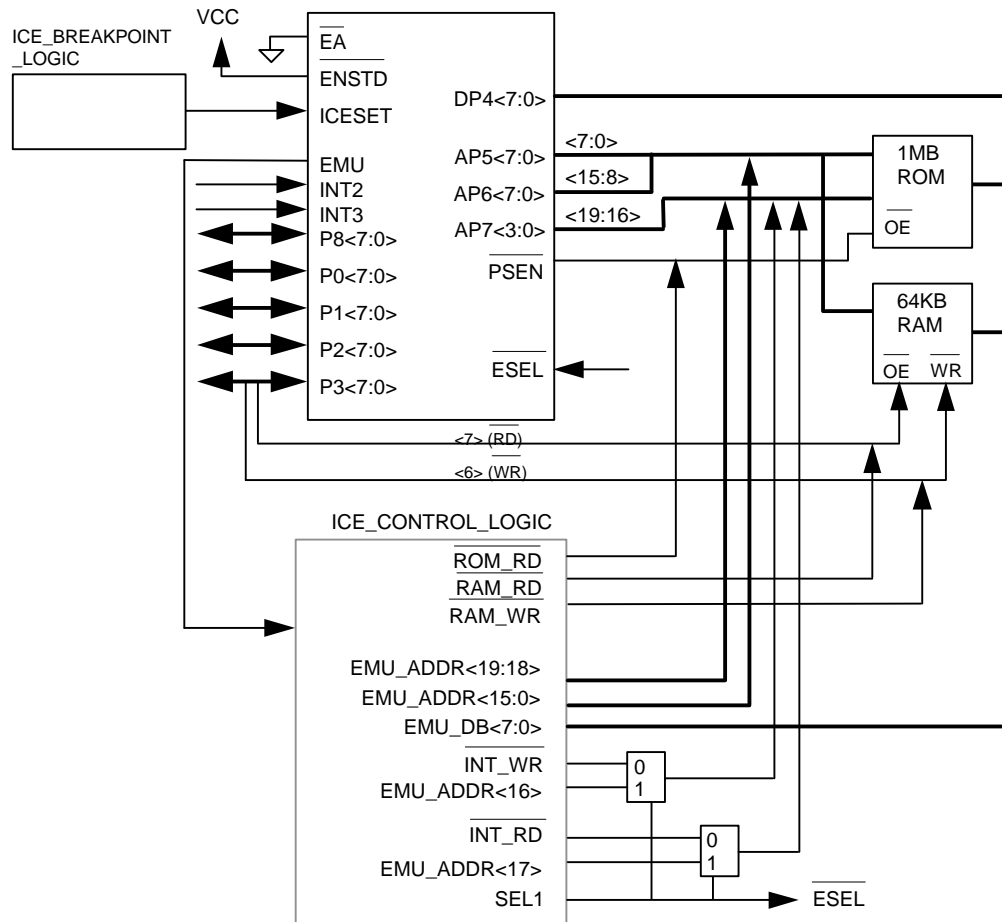 VCC
ICE_BREAKPOINT
_LOGIC
EA
ENSTD
ICESET
EMU
INT2
INT3
P8<7:0>
P0<7:0>
P1<7:0>
P2<7:0>
P3<7:0>
DP4<7:0>
AP5<7:0>
AP6<7:0>
AP7<3:0>
PSEN
ESEL
<7:0>
<15:8>
<19:16>
1MB
ROM
OE
64KB
RAM
OE WR
<7> (RD)
<6> (WR)
ICE_CONTROL_LOGIC
ROM_RD
RAM_RD
RAM_WR
EMU_ADDR<19:18>
EMU_ADDR<15:0>
EMU_DB<7:0>
INT_WR
EMU_ADDR<16>
0
1
INT_RD
EMU_ADDR<17>
0
1
SEL1
ESEL